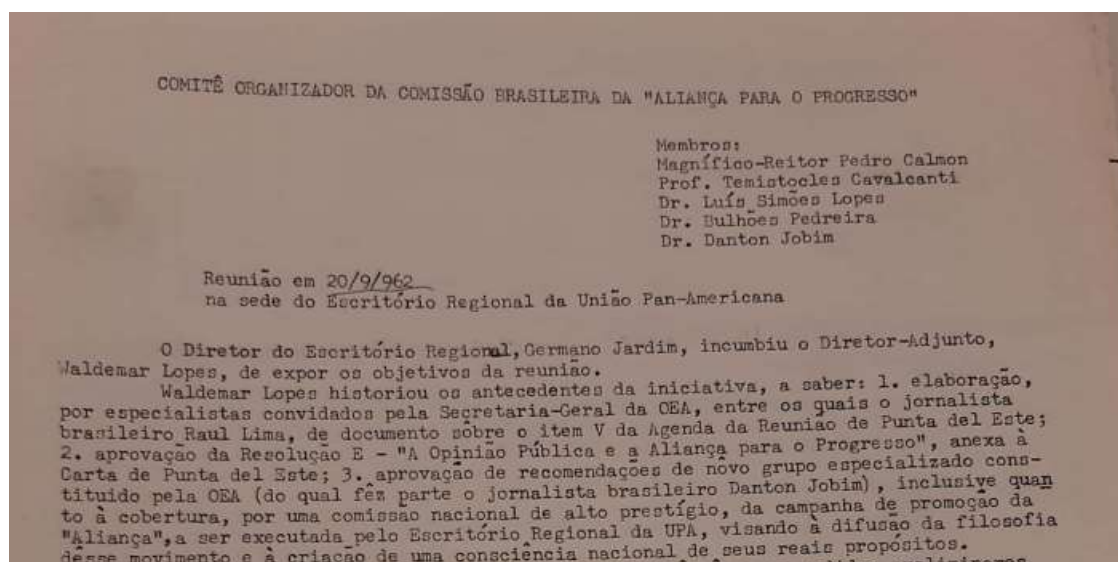 COMITÊ ORGANIZADOR DA COMISSÃO BRASILEIRA DA "ALIANÇA PARA O PROGRESSO"
Membros:
Magnífico-Reitor Pedro Calmon
Prof. Temistocles Cavalcanti
Dr. Luís Simões Lopes
Dr. Bulhões Pedreira
Dr. Danton Jobim
Reunião em 20/9/962
na sede do Escritório Regional da União Pan-Americana
O Diretor do Escritório Regional, Germano Jardim, incumbiu o Diretor-Adjunto,
Waldemar Lopes, de expor os objetivos da reunião.
Waldemar Lopes historiou os antecedentes da iniciativa, a saber: 1. elaboração,
por especialistas convidados pela Secretaria-Geral da OEA, entre os quais o jornalista
brasileiro Raul Lima, de documento sôbre o item V da Agenda da Reunião de Punta del Este;
2. aprovação da Resolução E - "A Opinião Pública e a Aliança para o Progresso", anexa à
Carta de Punta del Este; 3. aprovação de recomendações de nôvo grupo especializado cons-
tituido pela OEA (do qual fêz parte o jornalista brasileiro Danton Jobim), inclusive quan
to à cobertura, por uma comissão nacional de alto prestígio, da campanha de promoção da
"Aliança", a ser executada pelo Escritório Regional da UPA, visando à difusão da filosofia
dêsse movimento e à criação de uma consciência nacional de seus reais propósitos.